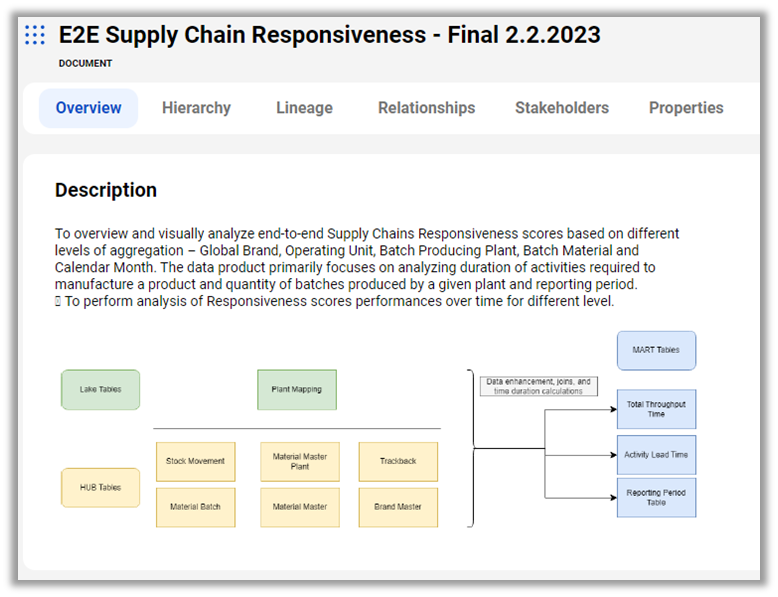 E2E Supply Chain Responsiveness - Final 2.2.2023
DOCUMENT
Overview
Hierarchy
Lineage
Relationships
Stakeholders
Properties
Description
To overview and visually analyze end-to-end Supply Chains Responsiveness scores based on different
levels of aggregation – Global Brand, Operating Unit, Batch Producing Plant, Batch Material and
Calendar Month. The data product primarily focuses on analyzing duration of activities required to
manufacture a product and quantity of batches produced by a given plant and reporting period.
▯ To perform analysis of Responsiveness scores performances over time for different level.
MART Tables
Lake Tables
Plant Mapping
Data enhancement, joins, and
time duration calculations
Total Throughput
Time
Stock Movement
Material Master
Plant
Trackback
Activity Lead Time
HUB Tables
Material Batch
Material Master
Brand Master
Reporting Period
Table